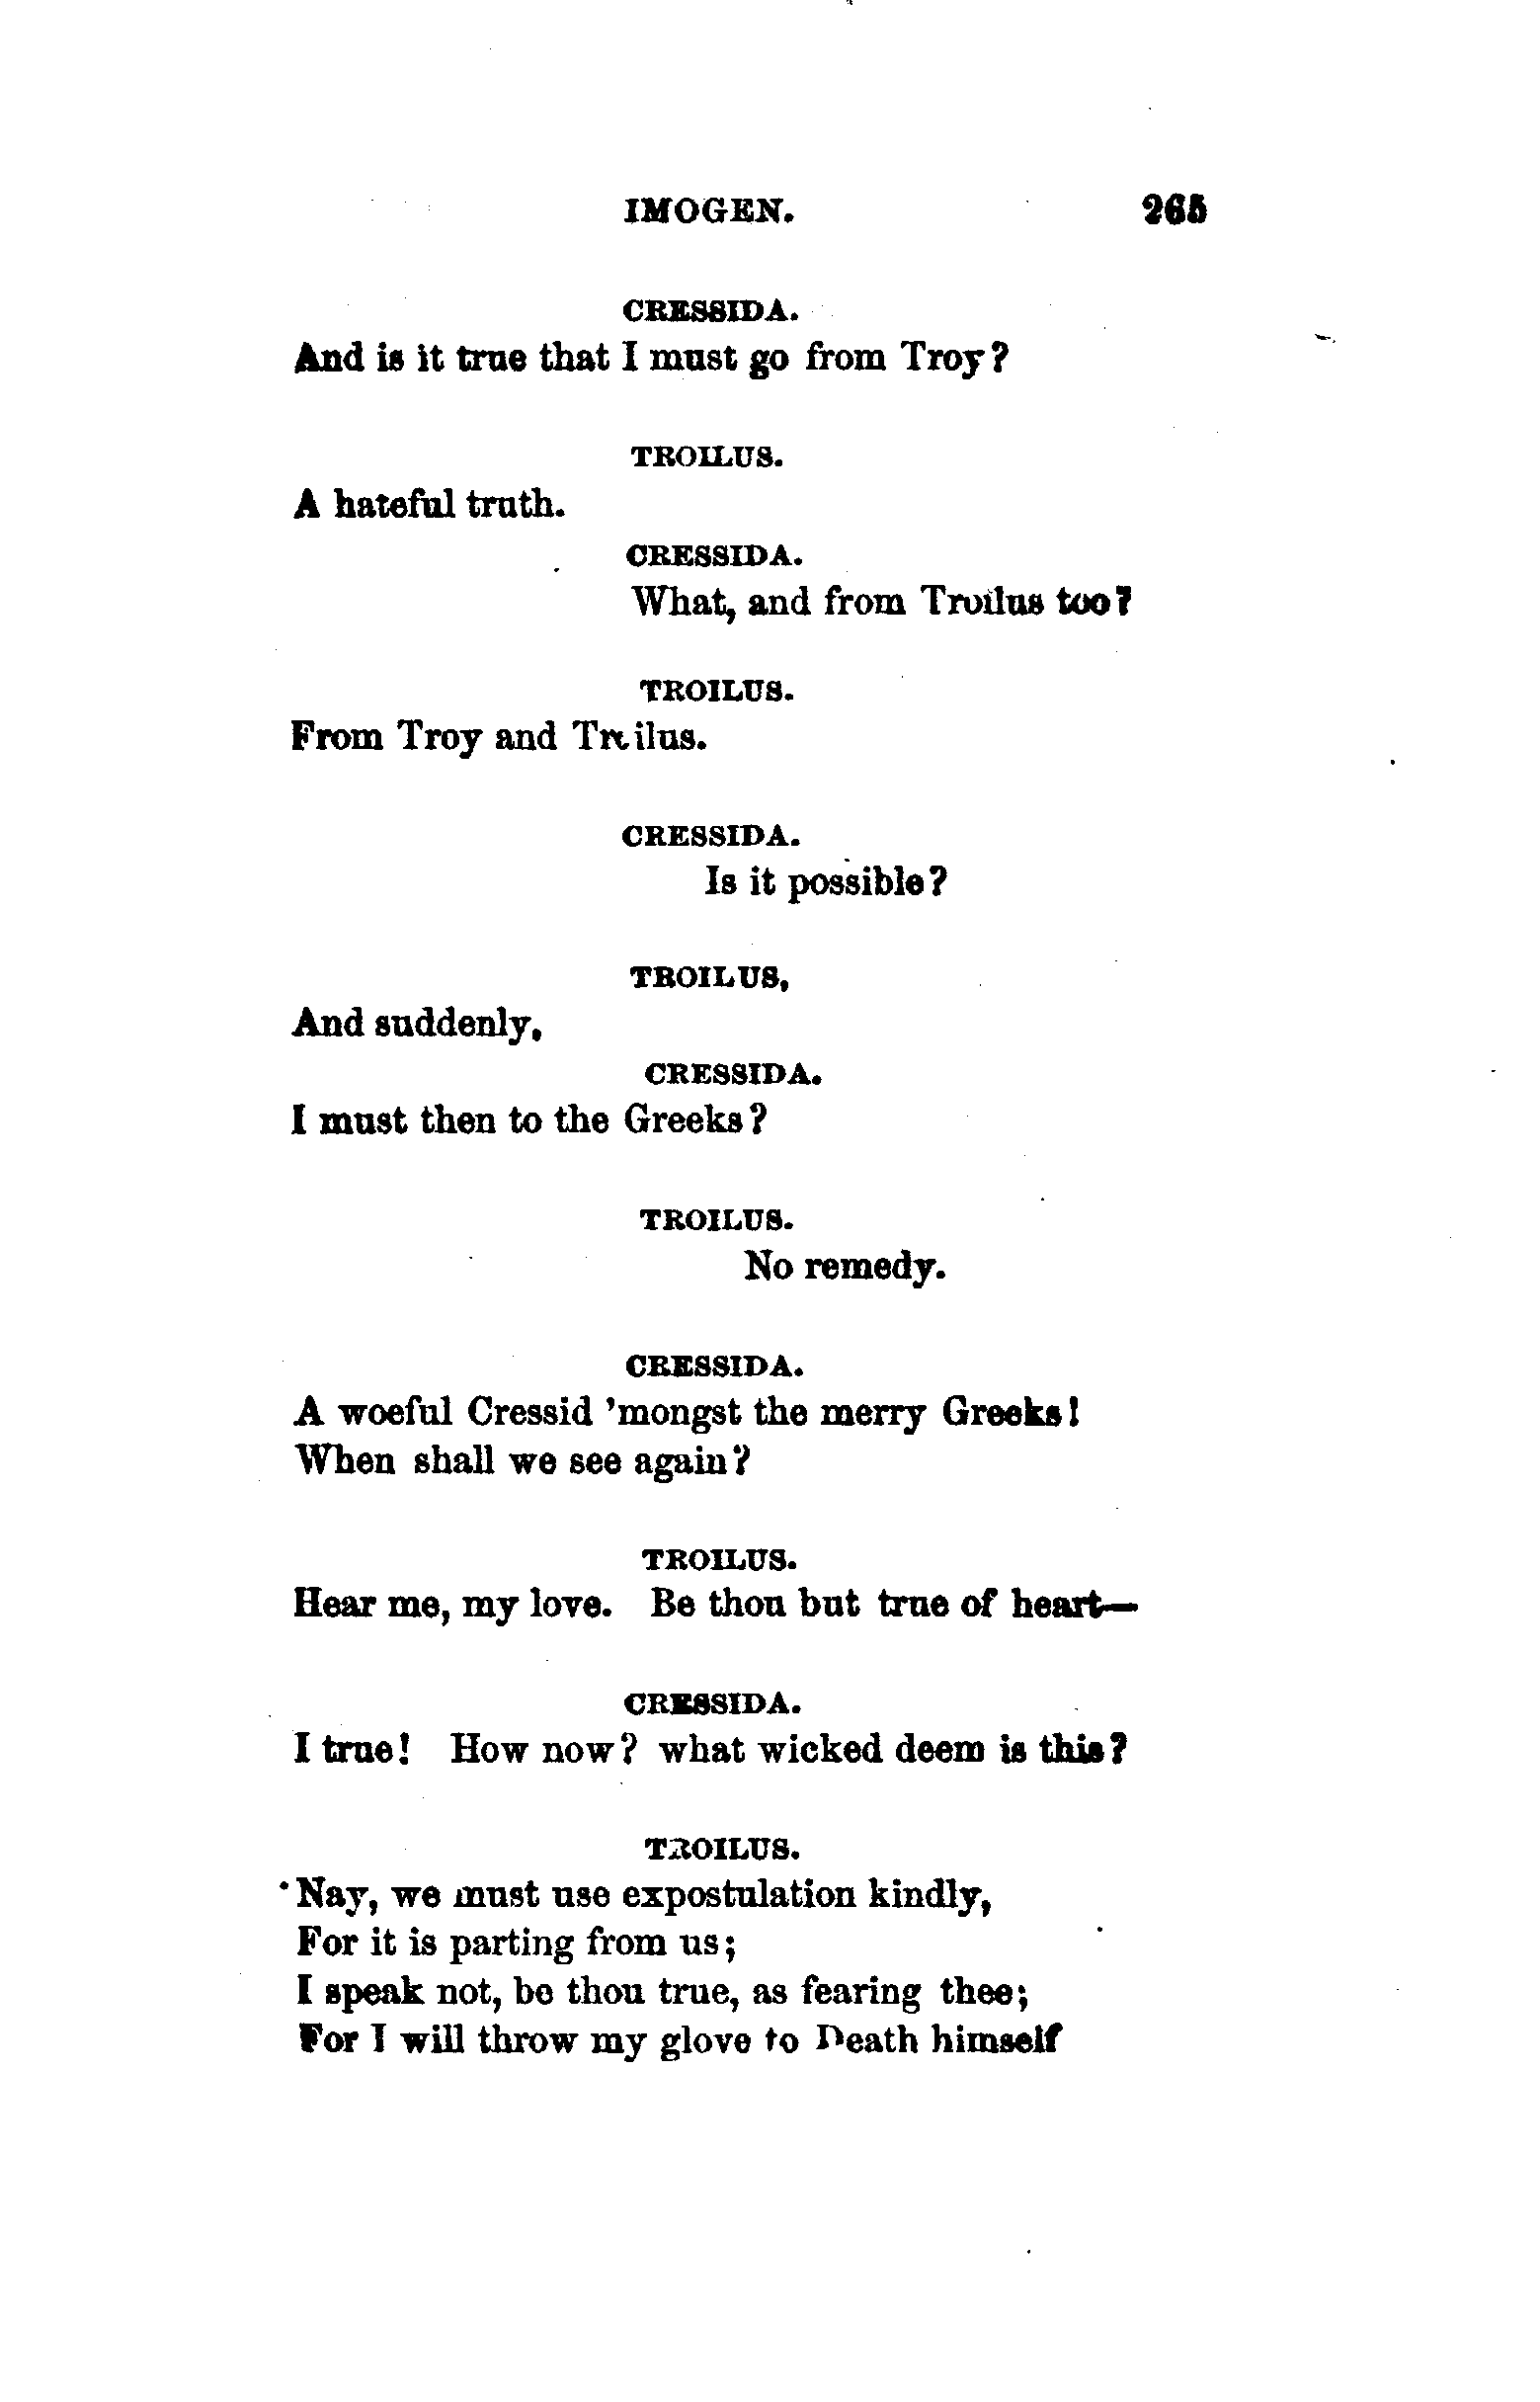 IMOGEN. 265
CRESSIDA.
And is it true that I must go from Troy?
TROILUS.
A hateful truth.
CRESSIDA.
What, and from Troilus too?
TROILUS.
From Troy and Troilus.
CRESSIDA.
Is it possible?
TROILUS,
And suddenly,
CRESSIDA.
I must then to the Greeks?
TROILUS.
No remedy.
CRESSIDA.
A woeful Cressid 'mongst the merry Greeks!
When shall we see again?
TROILUS.
Hear me, my love. Be thou but true of heart—
CRESSIDA.
I true! How now? what wicked deem is this?
TROILUS.
Nay, we must use expostulation kindly,
For it is parting from us;
I speak not, be thou true, as fearing thee;
For I will throw my glove to Death himself